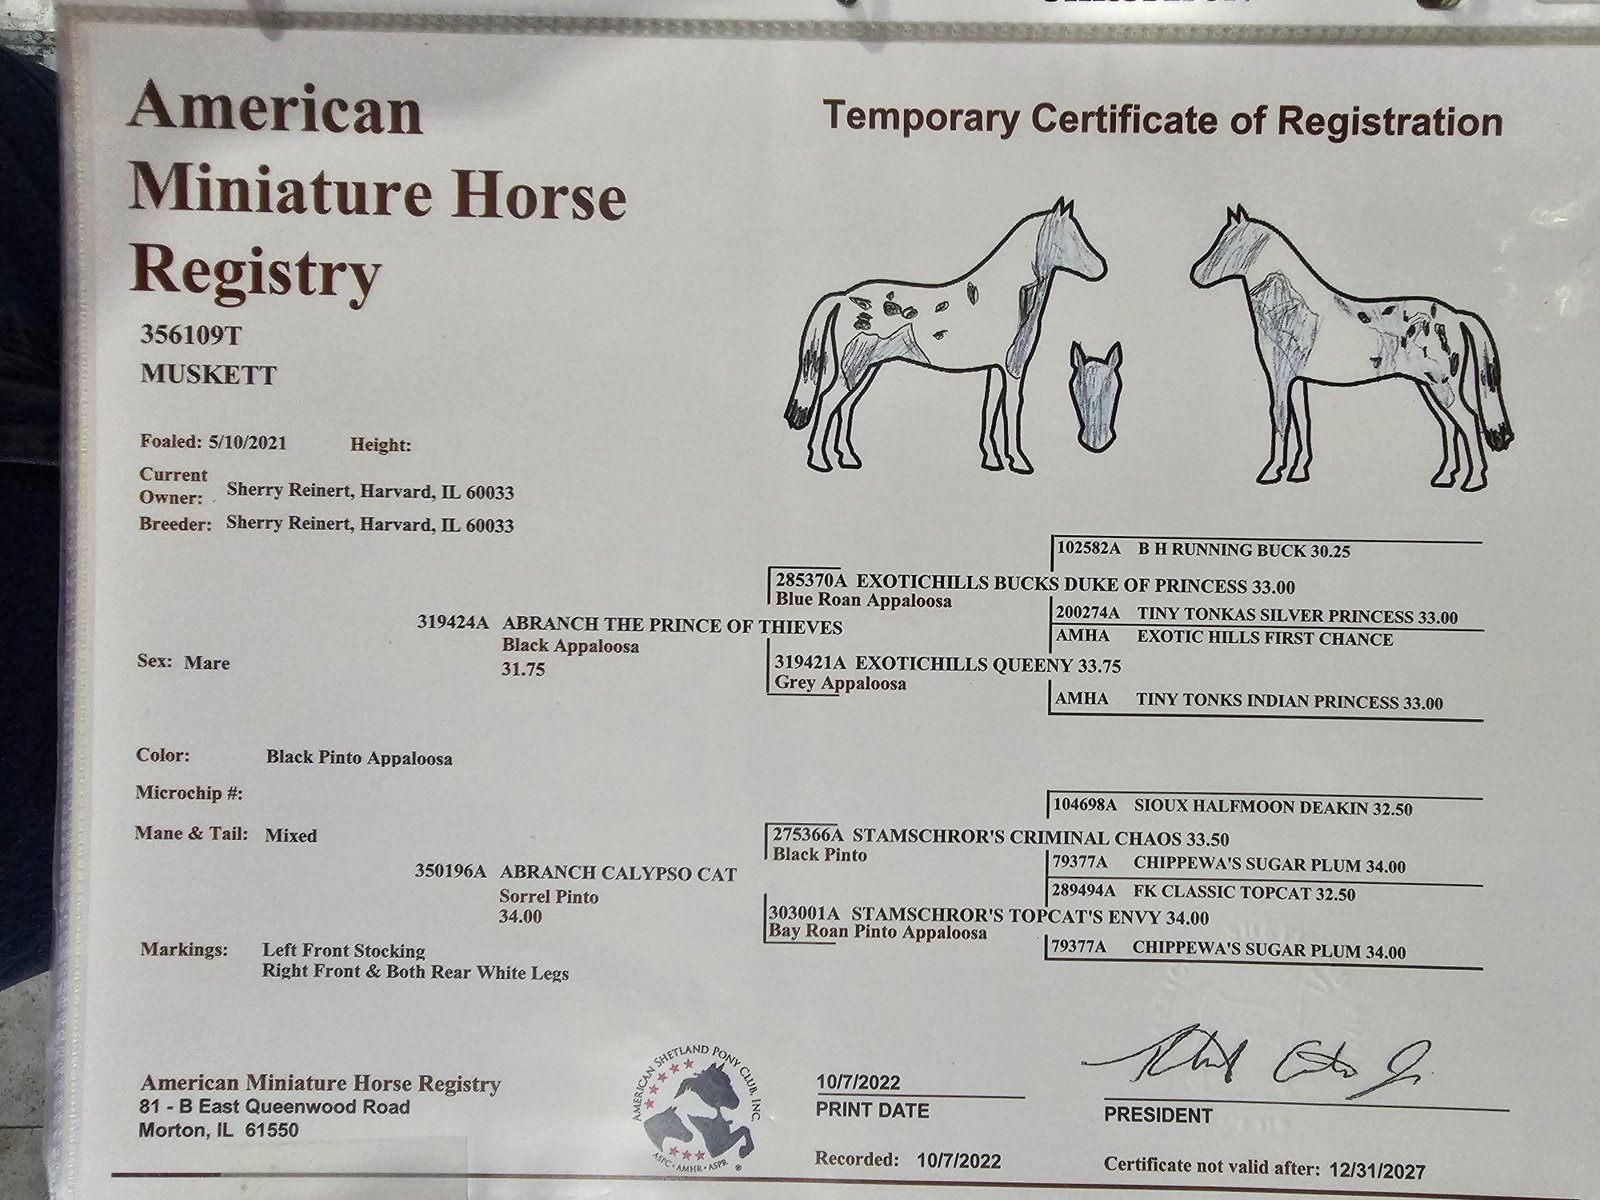 American
Miniature Horse
Registry
Temporary Certificate of Registration
356109T
MUSKETT
Foaled: 5/10/2021 Height:
Current
Owner: Sherry Reinert, Harvard, IL 60033
Breeder: Sherry Reinert, Harvard, IL 60033
102582A B H RUNNING BUCK 30.25
285370A EXOTICHILLS BUCKS DUKE OF PRINCESS 33.00
Blue Roan Appaloosa
200274A TINY TONKAS SILVER PRINCESS 33.00
319424A ABRANCH THE PRINCE OF THIEVES
Black Appaloosa
31.75
AMHA EXOTIC HILLS FIRST CHANCE
Sex: Mare
319421A EXOTICHILLS QUEENY 33.75
Grey Appaloosa
AMHA TINY TONKS INDIAN PRINCESS 33.00
Color: Black Pinto Appaloosa
Microchip #:
104698A SIOUX HALFMOON DEAKIN 32.50
Mane & Tail: Mixed
275366A STAMSCHROR'S CRIMINAL CHAOS 33.50
Black Pinto
79377A CHIPPEWA'S SUGAR PLUM 34.00
350196A ABRANCH CALYPSO CAT
Sorrel Pinto
34.00
289494A FK CLASSIC TOPCAT 32.50
303001A STAMSCHROR'S TOPCAT'S ENVY 34.00
Bay Roan Pinto Appaloosa
79377A CHIPPEWA'S SUGAR PLUM 34.00
Markings: Left Front Stocking
Right Front & Both Rear White Legs
American Miniature Horse Registry
81 - B East Queenwood Road
Morton, IL 61550
AMERICAN SHETLAND PONY CLUB, INC
ASPC · AMHR · ASPR ®
10/7/2022
PRINT DATE
PRESIDENT
Recorded: 10/7/2022
Certificate not valid after: 12/31/2027